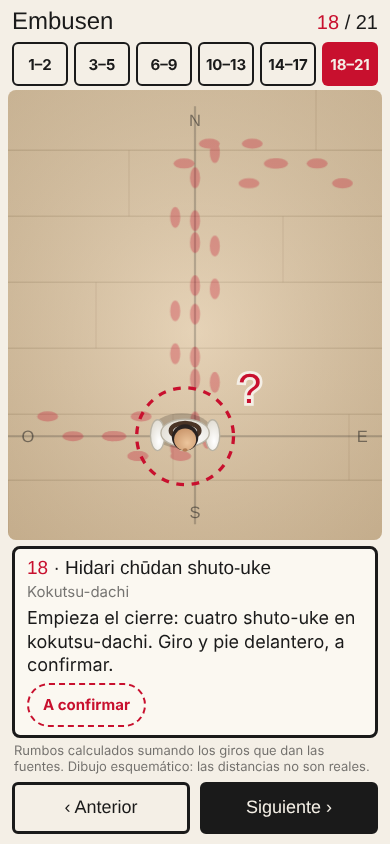 Embusen
18 / 21
1–2
3–5
6–9
10–13
14–17
18–21
N
?
O
E
S
18 · Hidari chūdan shuto-uke
Kokutsu-dachi
Empieza el cierre: cuatro shuto-uke en
kokutsu-dachi. Giro y pie delantero, a
confirmar.
A confirmar
Rumbos calculados sumando los giros que dan las
fuentes. Dibujo esquemático: las distancias no son reales.
‹ Anterior
Siguiente ›